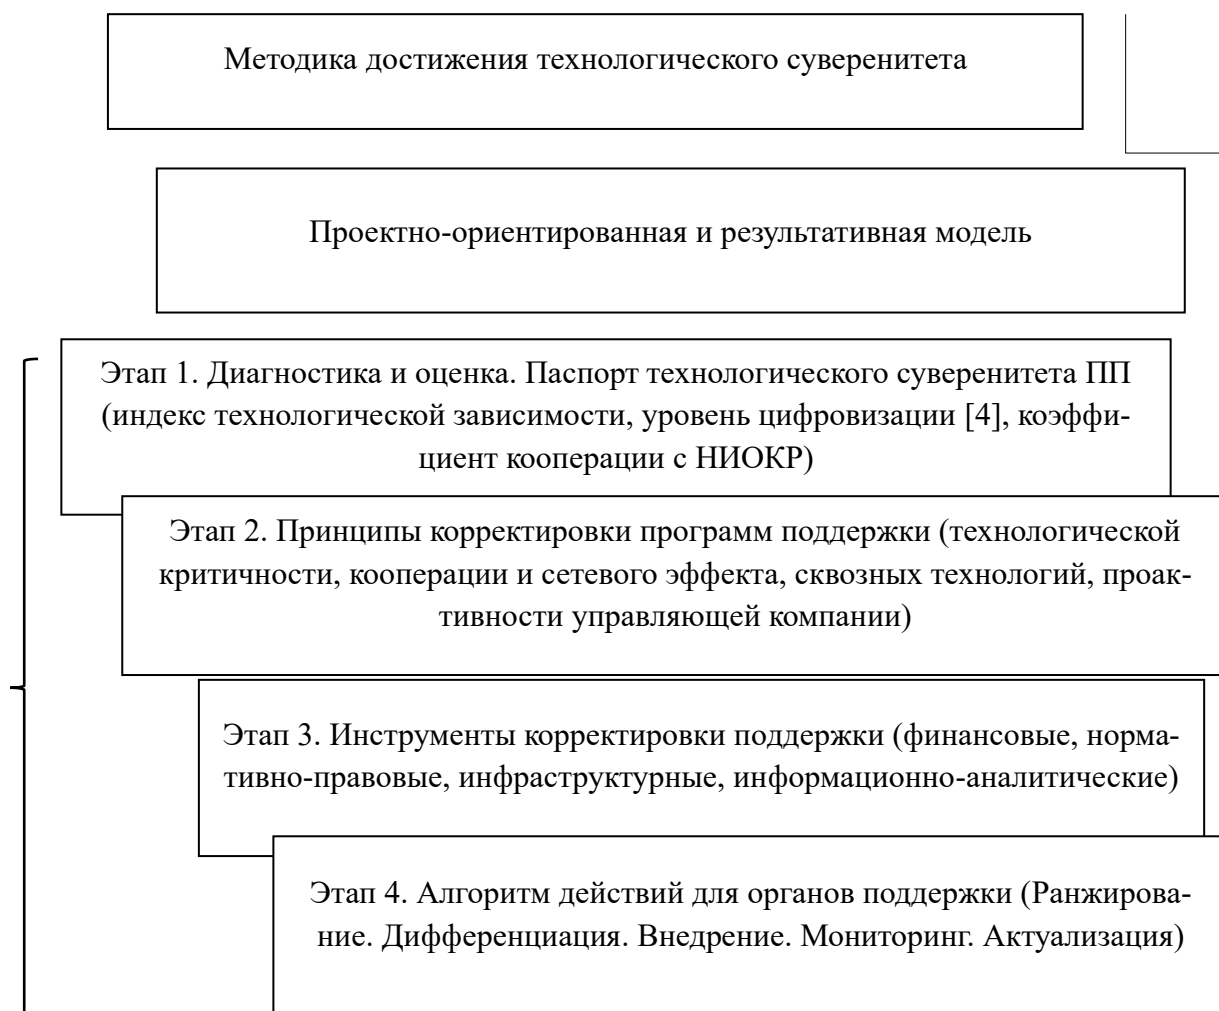 Методика достижения технологического суверенитета
Проектно-ориентированная и результативная модель
Этап 1. Диагностика и оценка. Паспорт технологического суверенитета ПП
(индекс технологической зависимости, уровень цифровизации [4], коэффи-
циент кооперации с НИОКР)
Этап 2. Принципы корректировки программ поддержки (технологической
критичности, кооперации и сетевого эффекта, сквозных технологий, проак-
тивности управляющей компании)
Этап 3. Инструменты корректировки поддержки (финансовые, норма-
тивно-правовые, инфраструктурные, информационно-аналитические)
Этап 4. Алгоритм действий для органов поддержки (Ранжирова-
ние. Дифференциация. Внедрение. Мониторинг. Актуализация)